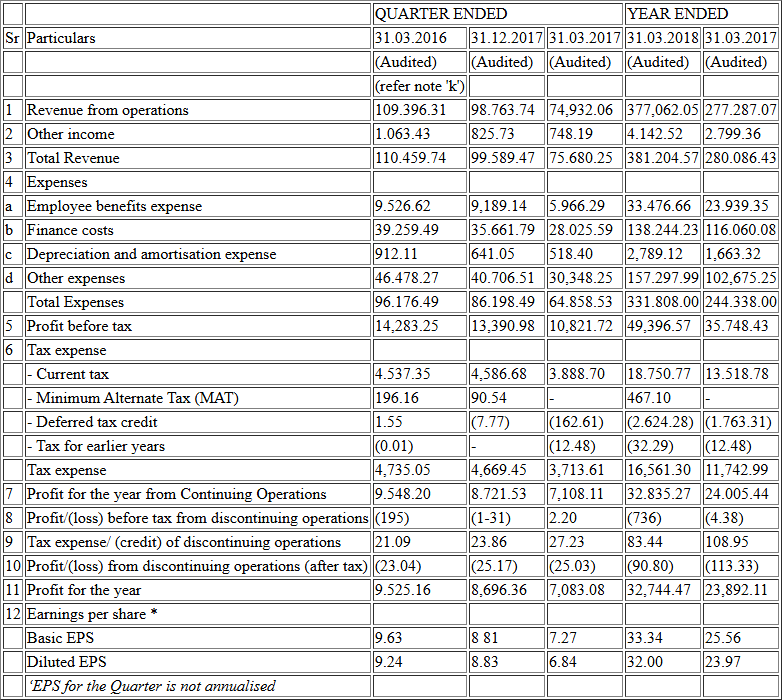 QUARTER ENDED YEAR ENDED
Sr Particulars 31.03.2016 31.12.2017 31.03.2017 31.03.2018 31.03.2017
(Audited) (Audited) (Audited) (Audited) (Audited)
(refer note 'k')
1 Revenue from operations 109.396.31 98.763.74 74,932.06 377,062.05 277.287.07
2 Other income 1.063.43 825.73 748.19 4.142.52 2.799.36
3 Total Revenue 110.459.74 99.589.47 75.680.25 381.204.57 280.086.43
4 Expenses
a Employee benefits expense 9.526.62 9,189.14 5.966.29 33.476.66 23.939.35
b Finance costs 39.259.49 35.661.79 28.025.59 138.244.23 116.060.08
c Depreciation and amortisation expense 912.11 641.05 518.40 2,789.12 1,663.32
d Other expenses 46.478.27 40.706.51 30,348.25 157.297.99 102,675.25
Total Expenses 96.176.49 86.198.49 64.858.53 331.808.00 244.338.00
5 Profit before tax 14,283.25 13,390.98 10,821.72 49,396.57 35.748.43
6 Tax expense
- Current tax 4.537.35 4,586.68 3.888.70 18.750.77 13.518.78
- Minimum Alternate Tax (MAT) 196.16 90.54 - 467.10 -
- Deferred tax credit 1.55 (7.77) (162.61) (2.624.28) (1.763.31)
- Tax for earlier years (0.01) - (12.48) (32.29) (12.48)
Tax expense 4,735.05 4,669.45 3,713.61 16,561.30 11,742.99
7 Profit for the year from Continuing Operations 9.548.20 8.721.53 7,108.11 32.835.27 24.005.44
8 Profit/(loss) before tax from discontinuing operations (195) (1-31) 2.20 (736) (4.38)
9 Tax expense/ (credit) of discontinuing operations 21.09 23.86 27.23 83.44 108.95
10 Profit/(loss) from discontinuing operations (after tax) (23.04) (25.17) (25.03) (90.80) (113.33)
11 Profit for the year 9.525.16 8,696.36 7,083.08 32,744.47 23,892.11
12 Earnings per share *
Basic EPS 9.63 8 81 7.27 33.34 25.56
Diluted EPS 9.24 8.83 6.84 32.00 23.97
‘EPS for the Quarter is not annualised